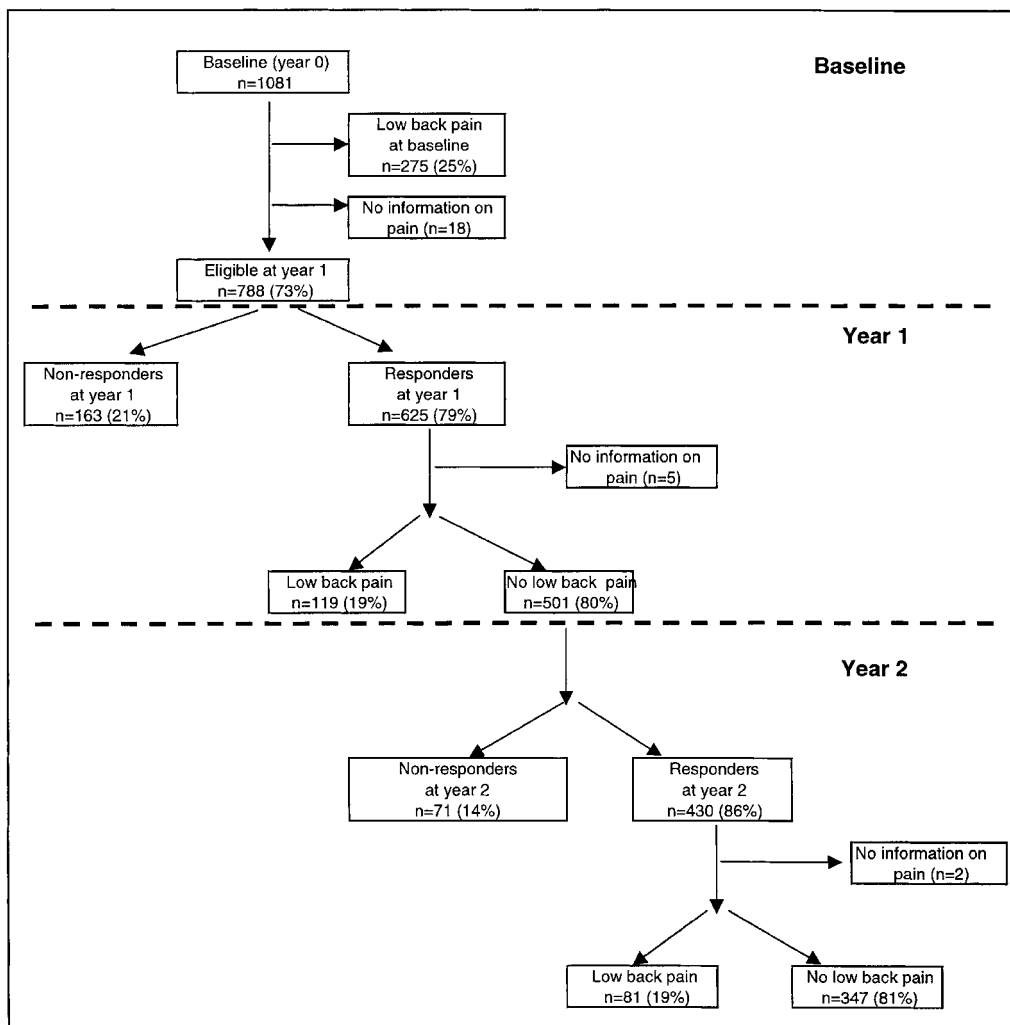 Baseline
Baseline (year 0)
n=1081
Low back pain
at baseline
n=275 (25%)
No information on
pain (n=18)
Eligible at year 1
n=788 (73%)
Year 1
Non-responders
at year 1
n=163 (21%)
Responders
at year 1
n=625 (79%)
No information on
pain (n=5)
Low back pain
n=119 (19%)
No low back pain
n=501 (80%)
Year 2
Non-responders
at year 2
n=71 (14%)
Responders
at year 2
n=430 (86%)
No information on
pain (n=2)
Low back pain
n=81 (19%)
No low back pain
n=347 (81%)